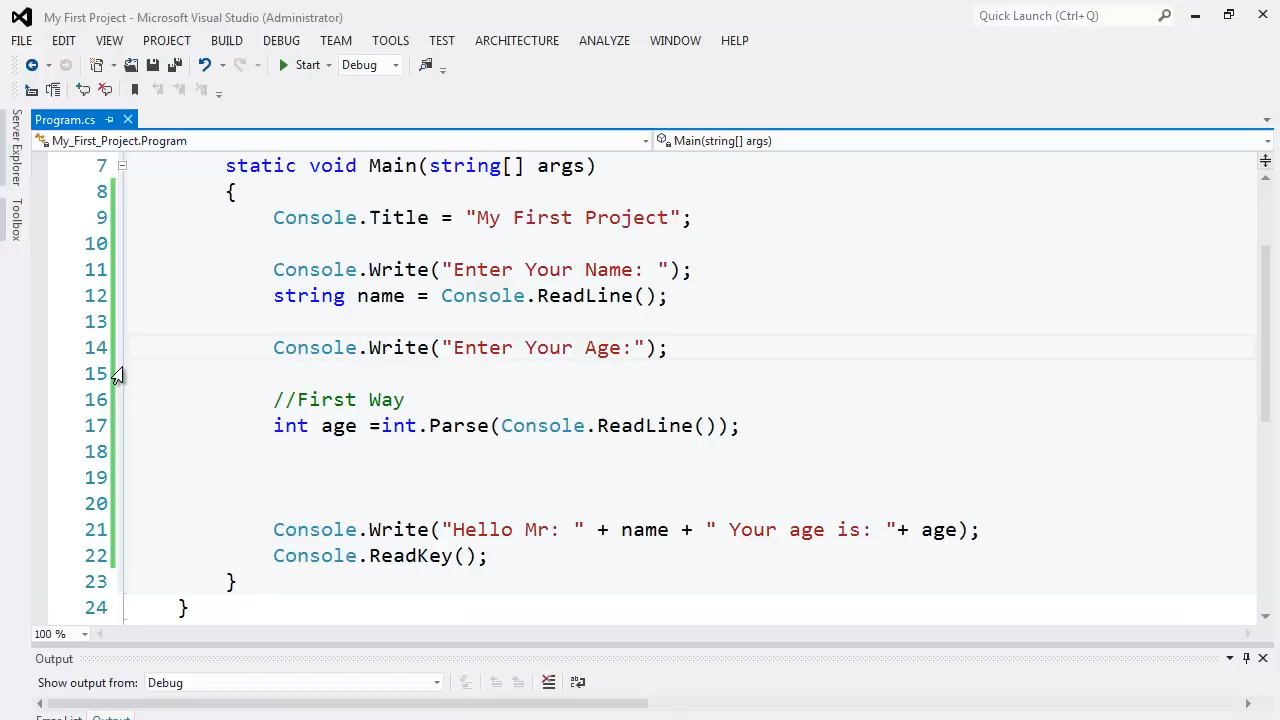 My First Project - Microsoft Visual Studio (Administrator)
Quick Launch (Ctrl+Q)
FILE EDIT VIEW PROJECT BUILD DEBUG TEAM TOOLS TEST ARCHITECTURE ANALYZE WINDOW HELP
Start Debug
Server Explorer
Toolbox
Program.cs
My_First_Project.Program Main(string[] args)
7 static void Main(string[] args)
8 {
9 Console.Title = "My First Project";
10
11 Console.Write("Enter Your Name: ");
12 string name = Console.ReadLine();
13
14 Console.Write("Enter Your Age:");
15
16 //First Way
17 int age =int.Parse(Console.ReadLine());
18
19
20
21 Console.Write("Hello Mr: " + name + " Your age is: "+ age);
22 Console.ReadKey();
23 }
24 }
100 %
Output
Show output from: Debug
Error List Output